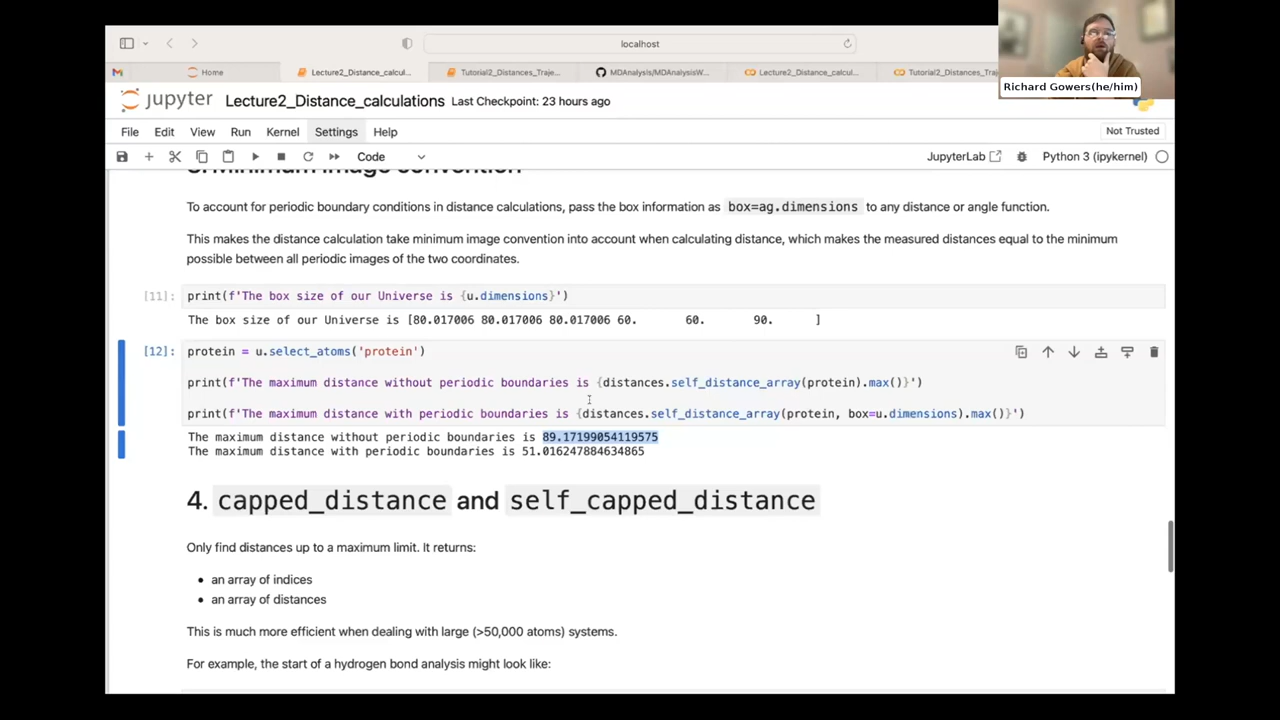 localhost
Home
Lecture2_Distance_calcul...
Tutorial2_Distances_Traje...
MDAnalysis/MDAnalysisW...
Lecture2_Distance_calcul...
Tutorial2_Distances_Traj
Richard Gowers(he/him)
jupyter Lecture2_Distance_calculations Last Checkpoint: 23 hours ago
File Edit View Run Kernel Settings Help
Not Trusted
Code
JupyterLab
Python 3 (ipykernel)
3. Minimum image convention
To account for periodic boundary conditions in distance calculations, pass the box information as box=ag.dimensions to any distance or angle function.
This makes the distance calculation take minimum image convention into account when calculating distance, which makes the measured distances equal to the minimum
possible between all periodic images of the two coordinates.
[11]: print(f'The box size of our Universe is {u.dimensions}')
The box size of our Universe is [80.017006 80.017006 80.017006 60. 60. 90. ]
[12]: protein = u.select_atoms('protein')
print(f'The maximum distance without periodic boundaries is {distances.self_distance_array(protein).max()}')
print(f'The maximum distance with periodic boundaries is {distances.self_distance_array(protein, box=u.dimensions).max()}')
The maximum distance without periodic boundaries is 89.17199054119575
The maximum distance with periodic boundaries is 51.016247884634865
4. capped_distance and self_capped_distance
Only find distances up to a maximum limit. It returns:
• an array of indices
• an array of distances
This is much more efficient when dealing with large (>50,000 atoms) systems.
For example, the start of a hydrogen bond analysis might look like: